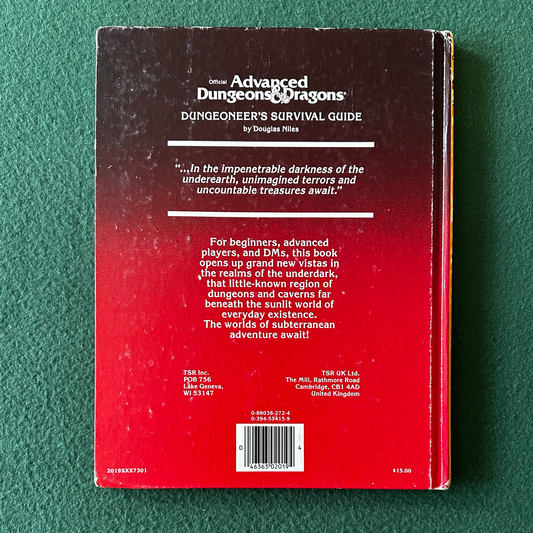 Official Advanced
Dungeons&Dragons®
DUNGEONEER'S SURVIVAL GUIDE
by Douglas Niles
“...In the impenetrable darkness of the
underearth, unimagined terrors and
uncountable treasures await.”
For beginners, advanced
players, and DMs, this book
opens up grand new vistas in
the realms of the underdark,
that little-known region of
dungeons and caverns far
beneath the sunlit world of
everyday existence.
The worlds of subterranean
adventure await!
TSR Inc.
POB 756
Lake Geneva,
WI 53147
TSR UK Ltd.
The Mill, Rathmore Road
Cambridge, CB1 4AD
United Kingdom
0-88038-272-4
0-394-55415-9
0 46363 02019 4
2019XXX7301
$15.00